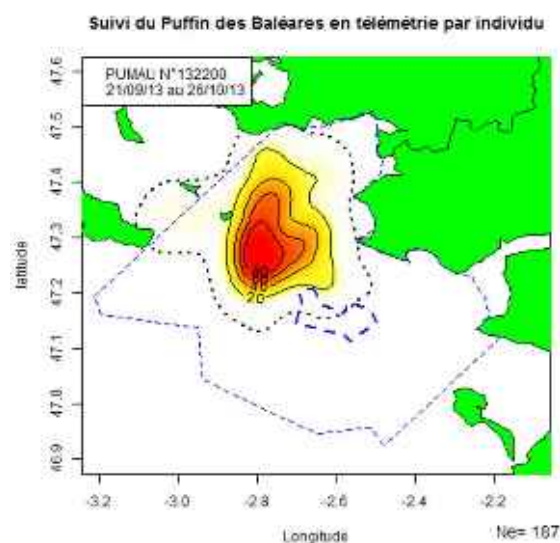 Suivi du Puffin des Baléares en télémétrie par individu
PUMAU N°132200
21/09/13 au 26/10/13
latitude
47.6
47.5
47.4
47.3
47.2
47.1
47.0
46.9
20
-3.2
-3.0
-2.8
-2.6
-2.4
-2.2
Longitude
Ne= 187